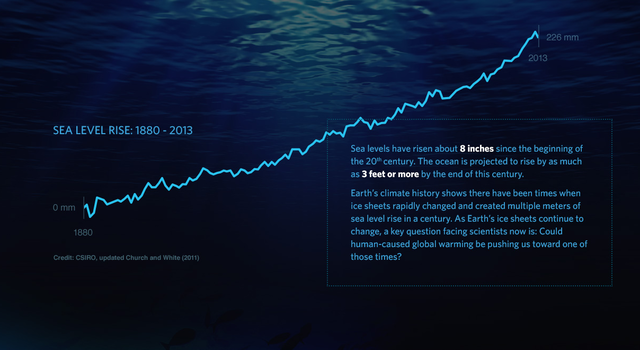 226 mm
2013
SEA LEVEL RISE: 1880 - 2013
Sea levels have risen about 8 inches since the beginning of
the 20th century. The ocean is projected to rise by as much
as 3 feet or more by the end of this century.
Earth's climate history shows there have been times when
ice sheets rapidly changed and created multiple meters of
sea level rise in a century. As Earth's ice sheets continue to
change, a key question facing scientists now is: Could
human-caused global warming be pushing us toward one of
those times?
0 mm
1880
Credit: CSIRO, updated Church and White (2011)